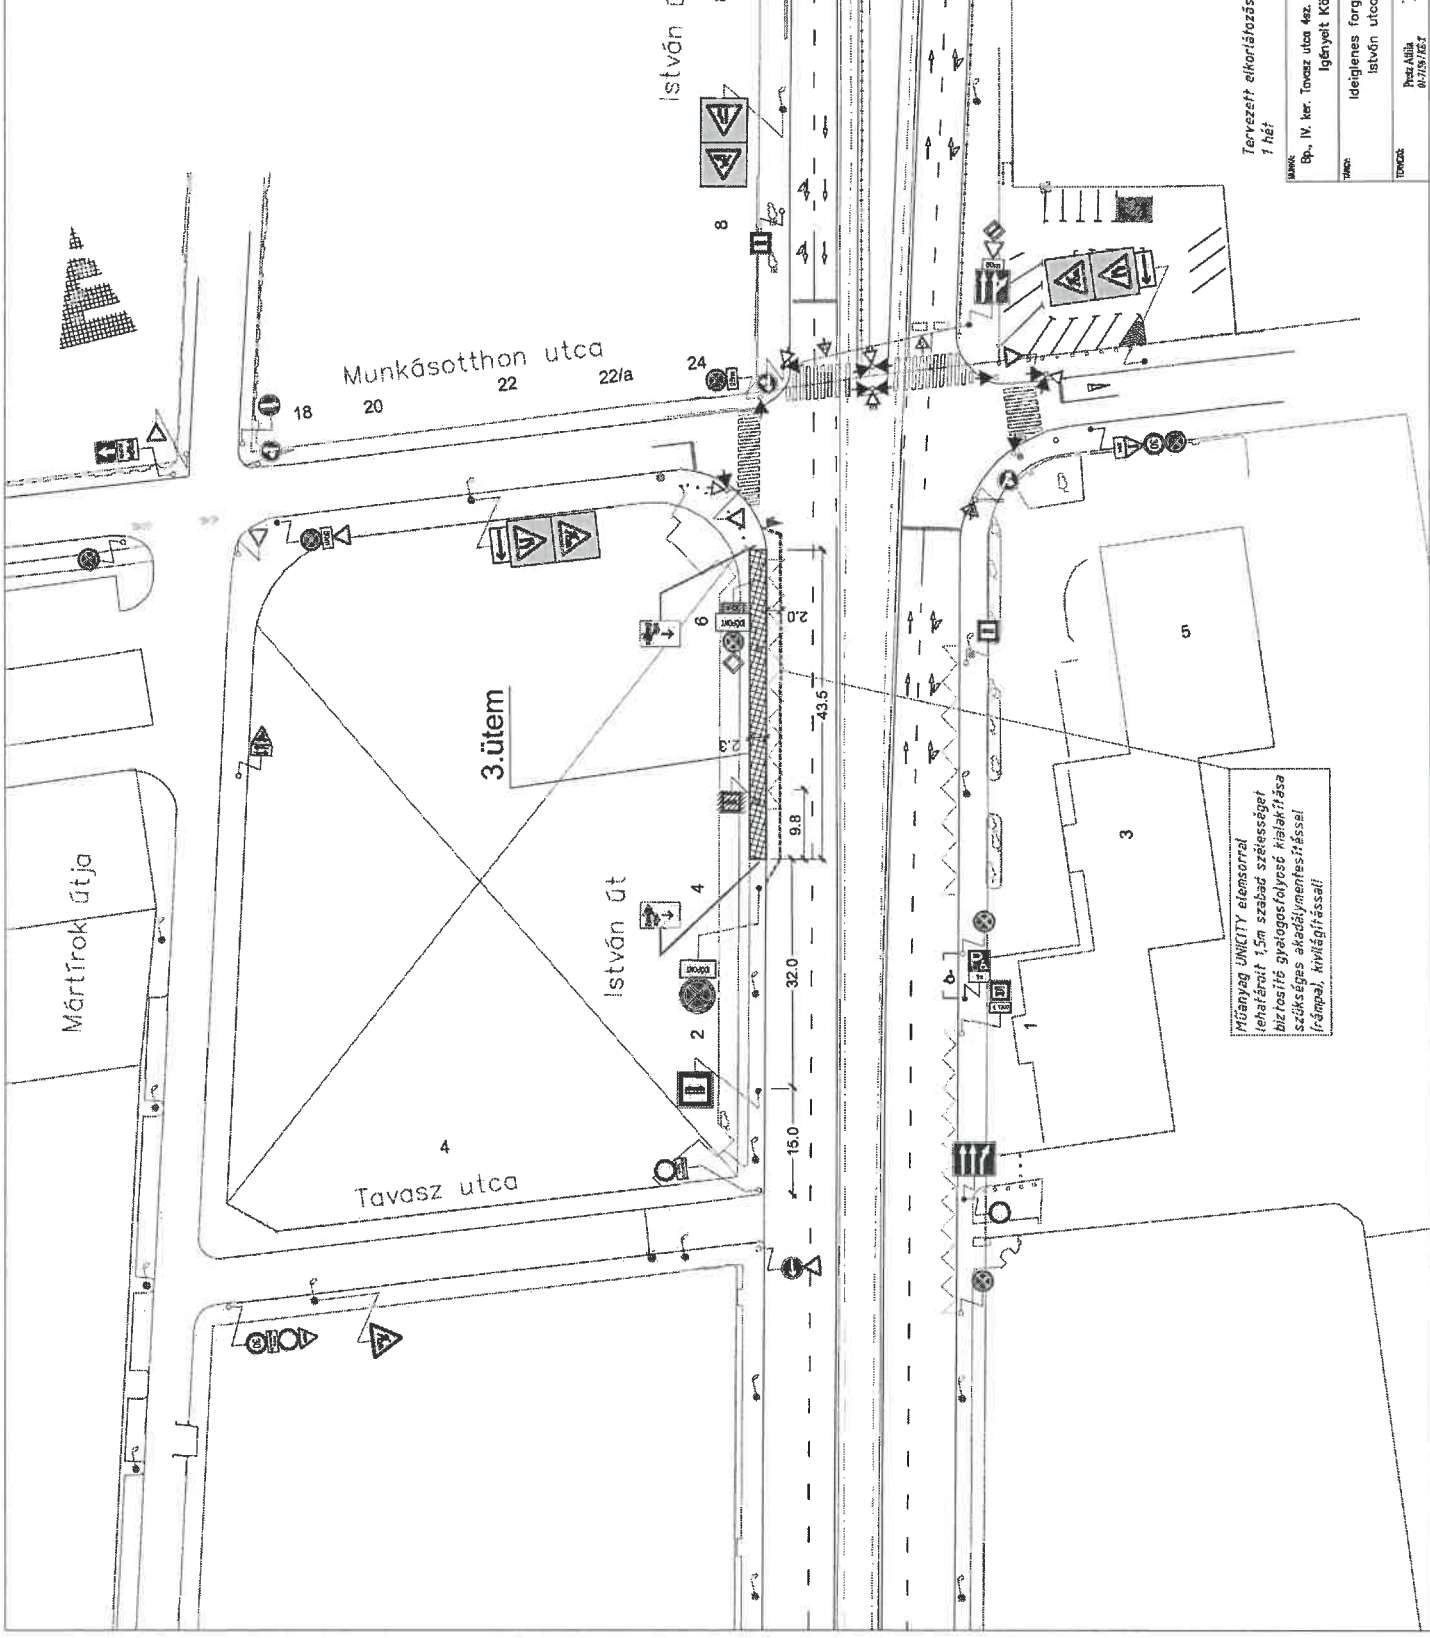 István ú
Munkásotthon utca
18
20
22
22/a
24
8
Mártírok útja
3.ütem
6
2.0
2.3
43.5
9.8
István út
4
32.0
2
15.0
4
Tavasz utca
5
3
1
Műanyag UNICITY elemsorral
lehatárolt 1,5m szabad szélességet
biztosító gyalogosfolyosó kialakítása
szükséges akadálymentesítéssel
(rámpa), kivilágítással!
Tervezett elkorlátozás
1 hét
Bp., IV. ker. Tavasz utca 4sz.
Igényelt Kö
Ideiglenes forg
István utca
TERVEZŐ:
Pretz Attila